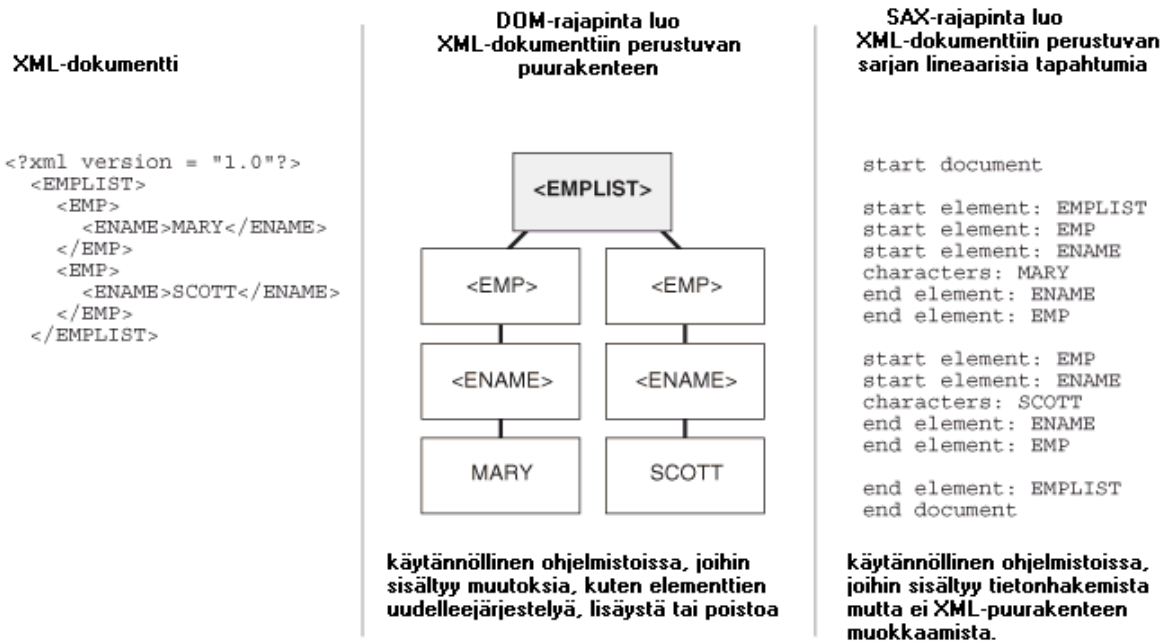 XML-dokumentti
<?xml version = "1.0"?>
<EMPLIST>
<EMP>
<ENAME>MARY</ENAME>
</EMP>
<EMP>
<ENAME>SCOTT</ENAME>
</EMP>
</EMPLIST>
DOM-rajapinta luo
XML-dokumenttiin perustuvan
puurakenteen
<EMPLIST>
<EMP> <EMP>
<ENAME> <ENAME>
MARY SCOTT
käytännöllinen ohjelmistoissa, joihin
sisältyy muutoksia, kuten elementtien
uudelleejärjestelyä, lisäystä tai poistoa
SAX-rajapinta luo
XML-dokumenttiin perustuvan
sarjan lineaarisia tapahtumia
start document
start element: EMPLIST
start element: EMP
start element: ENAME
characters: MARY
end element: ENAME
end element: EMP
start element: EMP
start element: ENAME
characters: SCOTT
end element: ENAME
end element: EMP
end element: EMPLIST
end document
käytännöllinen ohjelmistoissa,
joihin sisältyy tietonhakemista
mutta ei XML-puurakenteen
muokkaamista.